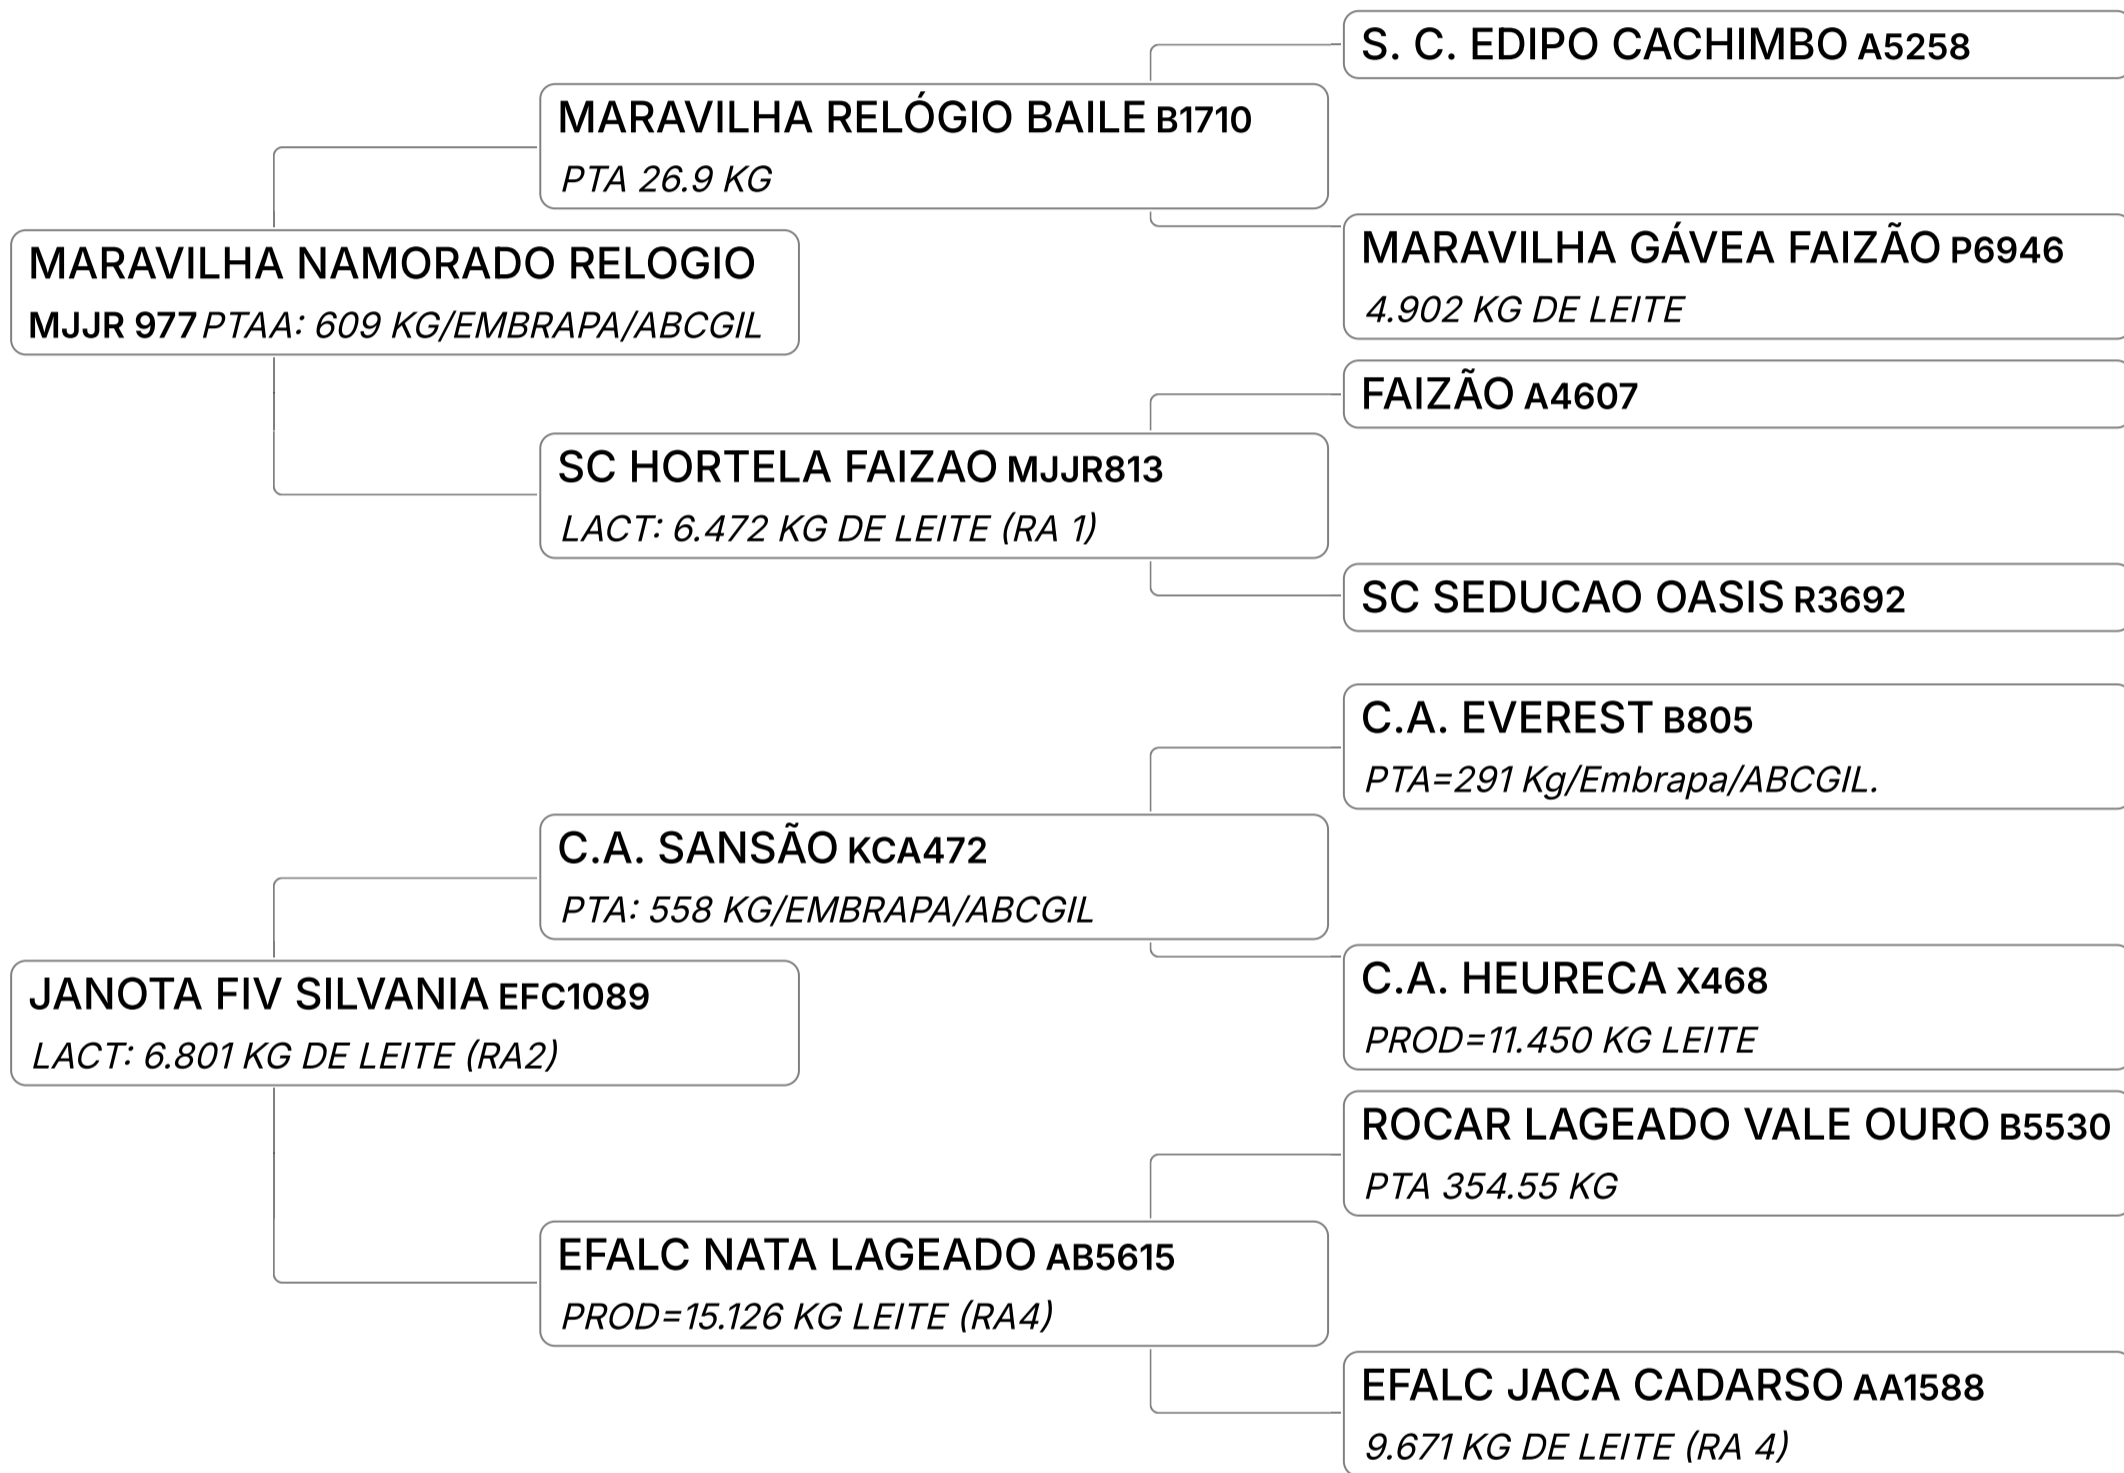 S. C. EDIPO CACHIMBO A5258
MARAVILHA RELÓGIO BAILE B1710
PTA 26.9 KG
MARAVILHA GÁVEA FAIZÃO P6946
4.902 KG DE LEITE
MARAVILHA NAMORADO RELOGIO
MJJR 977 PTAA: 609 KG/EMBRAPA/ABCGIL
FAIZÃO A4607
SC HORTELA FAIZAO MJJR813
LACT: 6.472 KG DE LEITE (RA 1)
SC SEDUCAO OASIS R3692
C.A. EVEREST B805
PTA=291 Kg/Embrapa/ABCGIL.
C.A. SANSÃO KCA472
PTA: 558 KG/EMBRAPA/ABCGIL
C.A. HEURECA X468
PROD=11.450 KG LEITE
JANOTA FIV SILVANIA EFC1089
LACT: 6.801 KG DE LEITE (RA2)
ROCAR LAGEADO VALE OURO B5530
PTA 354.55 KG
EFALC NATA LAGEADO AB5615
PROD=15.126 KG LEITE (RA4)
EFALC JACA CADARSO AA1588
9.671 KG DE LEITE (RA 4)